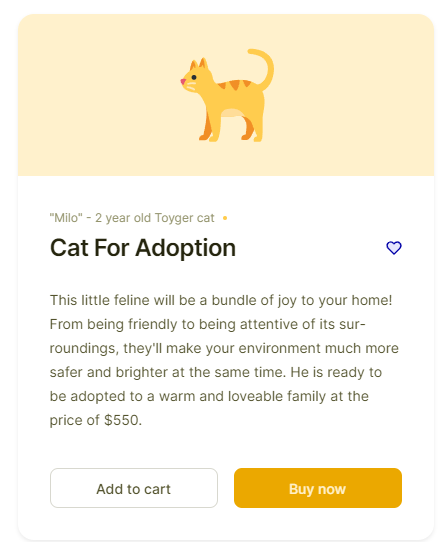 "Milo" - 2 year old Toyger cat
Cat For Adoption
This little feline will be a bundle of joy to your home!
From being friendly to being attentive of its sur-
roundings, they'll make your environment much more
safer and brighter at the same time. He is ready to
be adopted to a warm and loveable family at the
price of $550.
Add to cart
Buy now